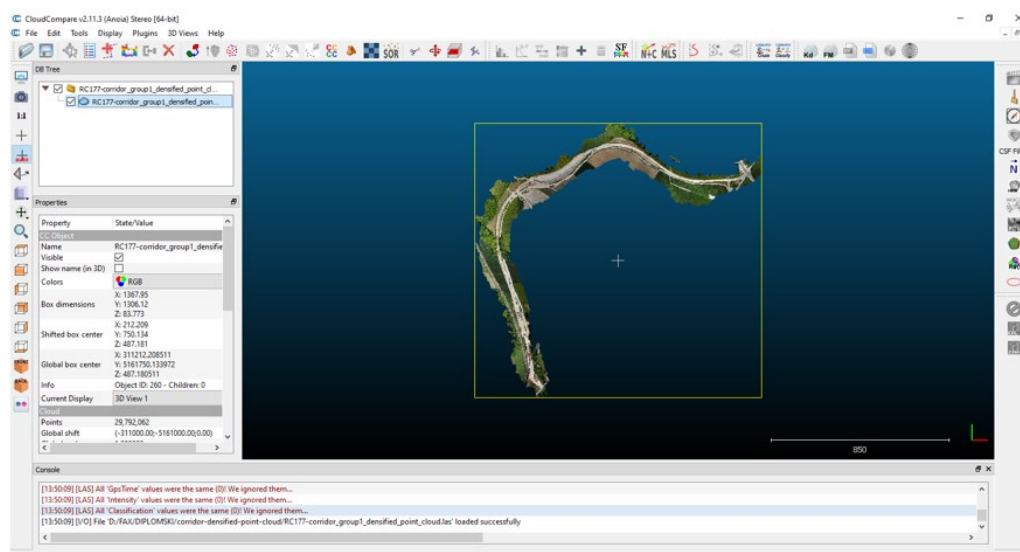 CloudCompare v2.11.3 (Anoia) Stereo [64-bit]
File Edit Tools Display Plugins 3D Views Help
SOR SF N+C MLS Kd FM
DB Tree
RC177-corridor_group1_densified_point_cl...
RC177-corridor_group1_densified_poin...
1:1
CSF Fil
N
Properties
Property State/Value
CC Object
Name RC177-corridor_group1_densifie
Visible
Show name (in 3D)
Colors RGB
Box dimensions
X: 1367.95
Y: 1306.12
Z: 83.773
Shifted box center
X: 212.209
Y: 750.134
Z: 487.181
Global box center
X: 311212.208511
Y: 5161750.133972
Z: 487.180511
Info Object ID: 260 - Children: 0
Current Display 3D View 1
Cloud
Points 29,792,062
Global shift (-311000.00;-5161000.00;0.00)
850
Console
[13:50:09] [LAS] All 'GpsTime' values were the same (0)! We ignored them...
[13:50:09] [LAS] All 'Intensity' values were the same (0)! We ignored them...
[13:50:09] [LAS] All 'Classification' values were the same (0)! We ignored them...
[13:50:09] [I/O] File 'D:/FAX/DIPLOMSKI/corridor-densified-point-cloud/RC177-corridor_group1_densified_point_cloud.las' loaded successfully